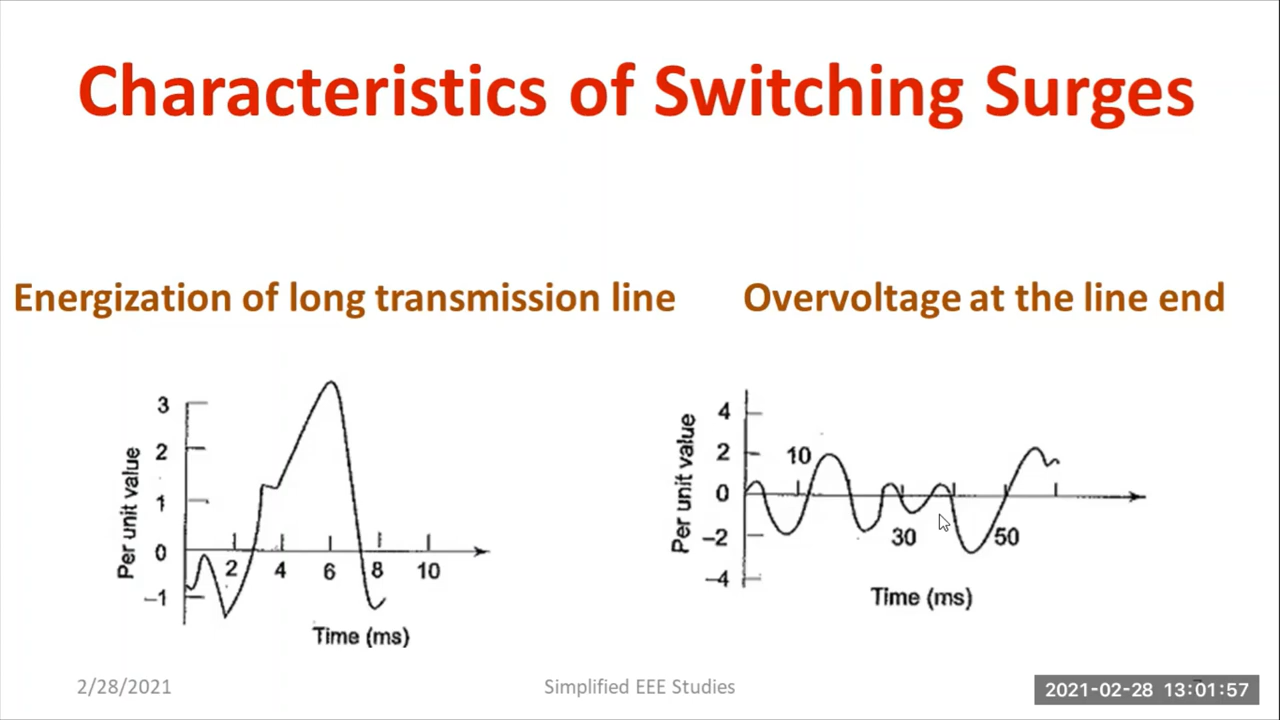 Characteristics of Switching Surges
Energization of long transmission line
Overvoltage at the line end
3
2
1
0
–1
Per unit value
2
4
6
8
10
Time (ms)
4
2
0
–2
–4
Per unit value
10
30
50
Time (ms)
2/28/2021
Simplified EEE Studies
2021-02-28 13:01:57